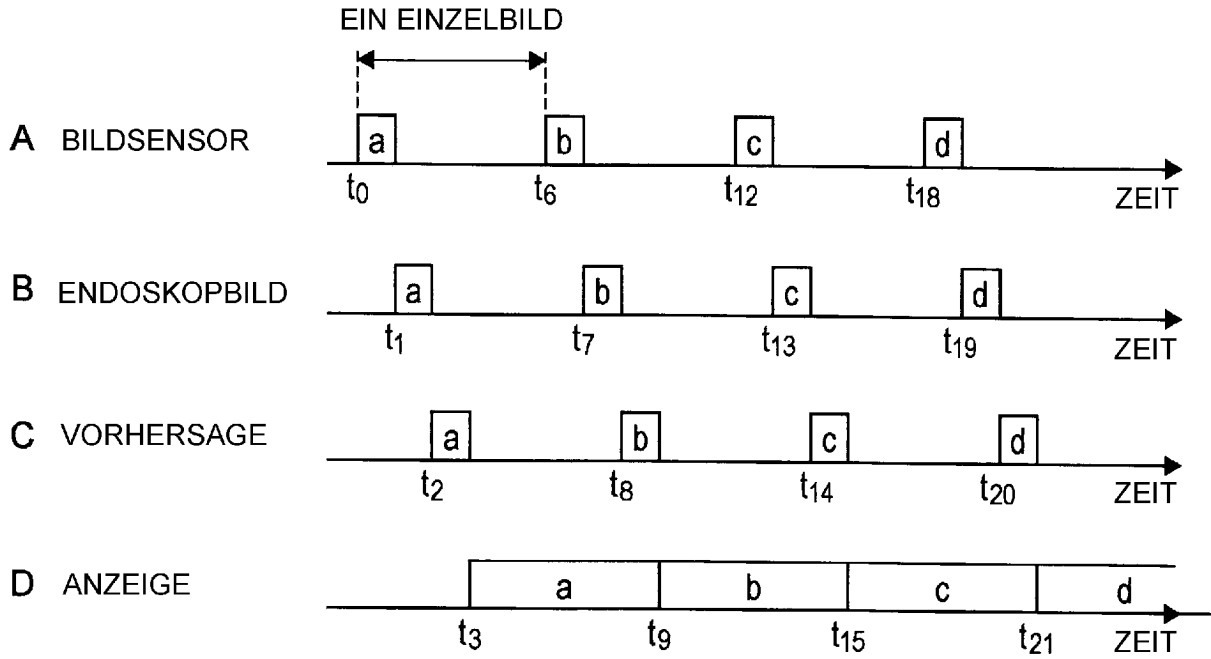 EIN EINZELBILD
A BILDSENSOR
a b c d
t0 t6 t12 t18 ZEIT
B ENDOSKOPBILD
a b c d
t1 t7 t13 t19 ZEIT
C VORHERSAGE
a b c d
t2 t8 t14 t20 ZEIT
D ANZEIGE
a b c d
t3 t9 t15 t21 ZEIT